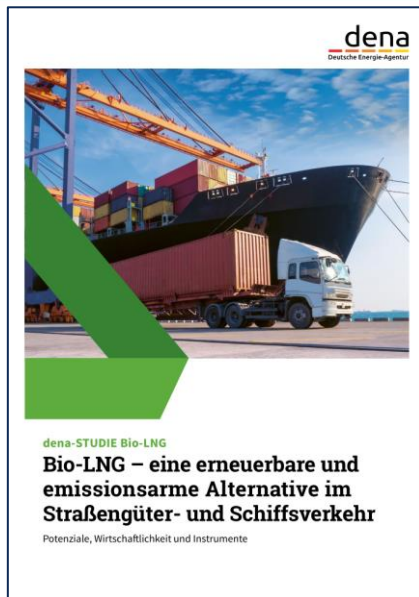 dena
Deutsche Energie-Agentur
dena-STUDIE Bio-LNG
Bio-LNG – eine erneuerbare und
emissionsarme Alternative im
Straßengüter- und Schiffsverkehr
Potenziale, Wirtschaftlichkeit und Instrumente